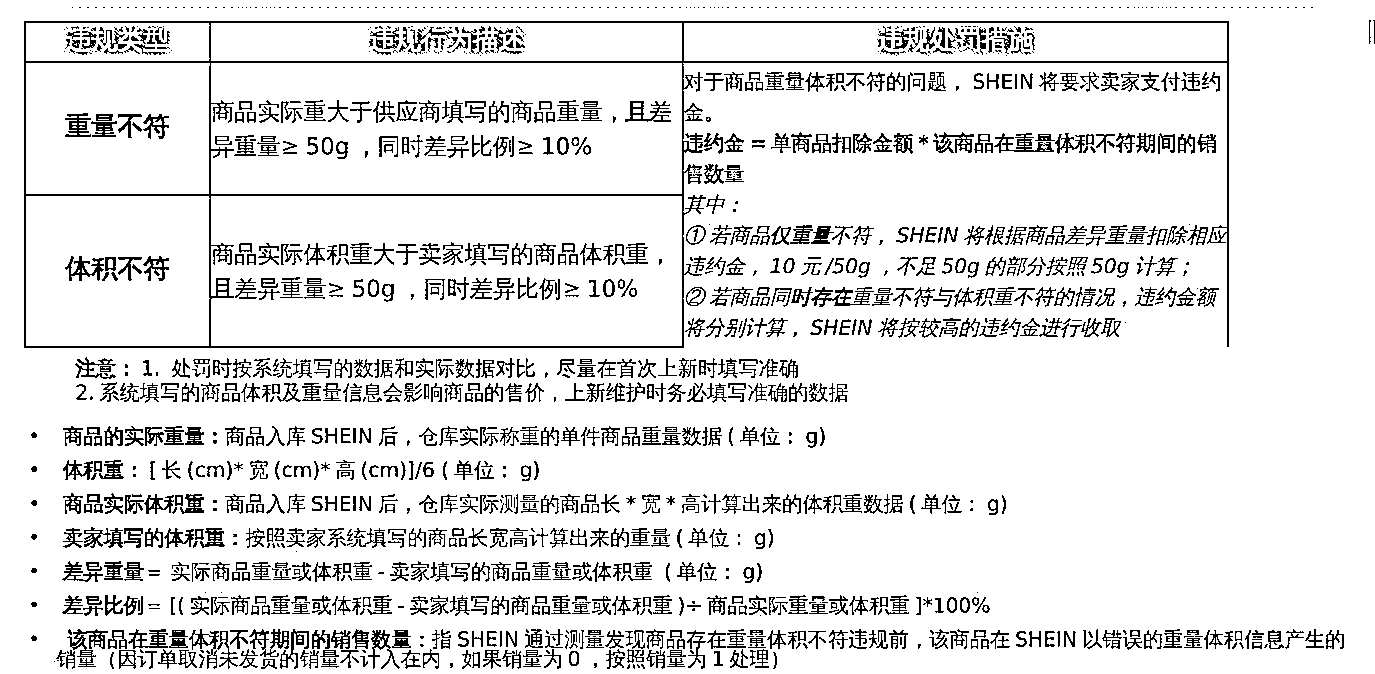 违规类型 违规行为描述 违规处罚措施
重量不符
商品实际重大于供应商填写的商品重量，且差
异重量≥ 50g ，同时差异比例≥ 10%
体积不符
商品实际体积重大于卖家填写的商品体积重，
且差异重量≥ 50g ，同时差异比例≥ 10%
对于商品重量体积不符的问题， SHEIN 将要求卖家支付违约
金。
违约金 = 单商品扣除金额 * 该商品在重量体积不符期间的销
售数量
其中：
① 若商品仅重量不符， SHEIN 将根据商品差异重量扣除相应
违约金， 10 元 /50g ，不足 50g 的部分按照 50g 计算；
② 若商品同时存在重量不符与体积重不符的情况，违约金额
将分别计算， SHEIN 将按较高的违约金进行收取
注意： 1. 处罚时按系统填写的数据和实际数据对比，尽量在首次上新时填写准确
2. 系统填写的商品体积及重量信息会影响商品的售价，上新维护时务必填写准确的数据
• 商品的实际重量：商品入库 SHEIN 后，仓库实际称重的单件商品重量数据 ( 单位： g)
• 体积重： [ 长 (cm)* 宽 (cm)* 高 (cm)]/6 ( 单位： g)
• 商品实际体积重：商品入库 SHEIN 后，仓库实际测量的商品长 * 宽 * 高计算出来的体积重数据 ( 单位： g)
• 卖家填写的体积重：按照卖家系统填写的商品长宽高计算出来的重量 ( 单位： g)
• 差异重量 = 实际商品重量或体积重 - 卖家填写的商品重量或体积重 ( 单位： g)
• 差异比例 = [( 实际商品重量或体积重 - 卖家填写的商品重量或体积重 )÷ 商品实际重量或体积重 ]*100%
• 该商品在重量体积不符期间的销售数量：指 SHEIN 通过测量发现商品存在重量体积不符违规前，该商品在 SHEIN 以错误的重量体积信息产生的
销量（因订单取消未发货的销量不计入在内，如果销量为 0 ，按照销量为 1 处理）